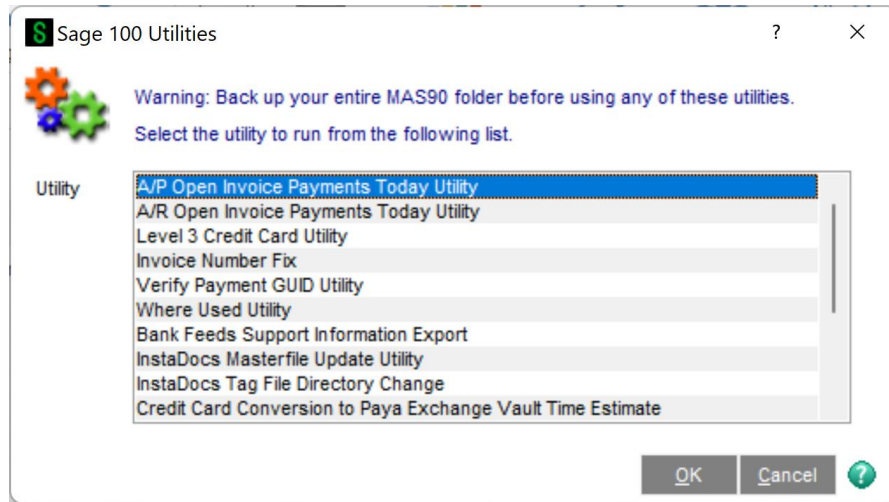 S Sage 100 Utilities ?
Warning: Back up your entire MAS90 folder before using any of these utilities.
Select the utility to run from the following list.
Utility
A/P Open Invoice Payments Today Utility
A/R Open Invoice Payments Today Utility
Level 3 Credit Card Utility
Invoice Number Fix
Verify Payment GUID Utility
Where Used Utility
Bank Feeds Support Information Export
InstaDocs Masterfile Update Utility
InstaDocs Tag File Directory Change
Credit Card Conversion to Paya Exchange Vault Time Estimate
OK Cancel ?